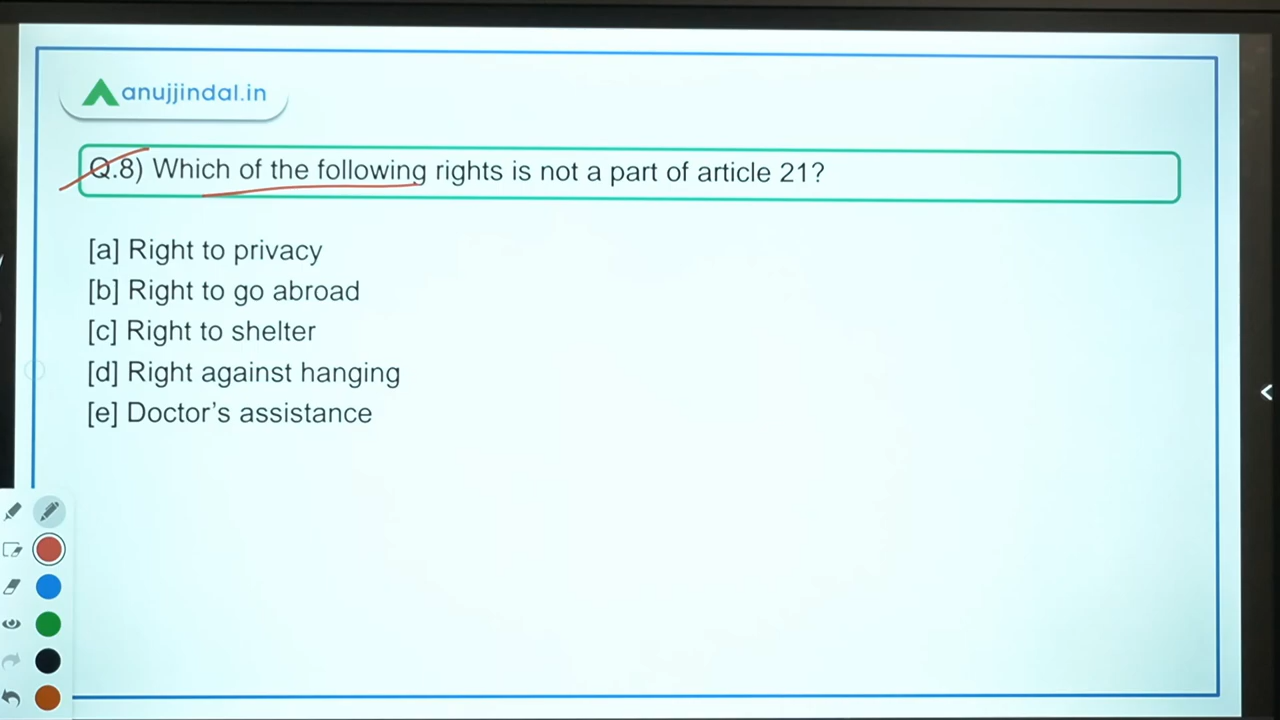 anujjindal.in
Q.8) Which of the following rights is not a part of article 21?
[a] Right to privacy
[b] Right to go abroad
[c] Right to shelter
[d] Right against hanging
[e] Doctor's assistance